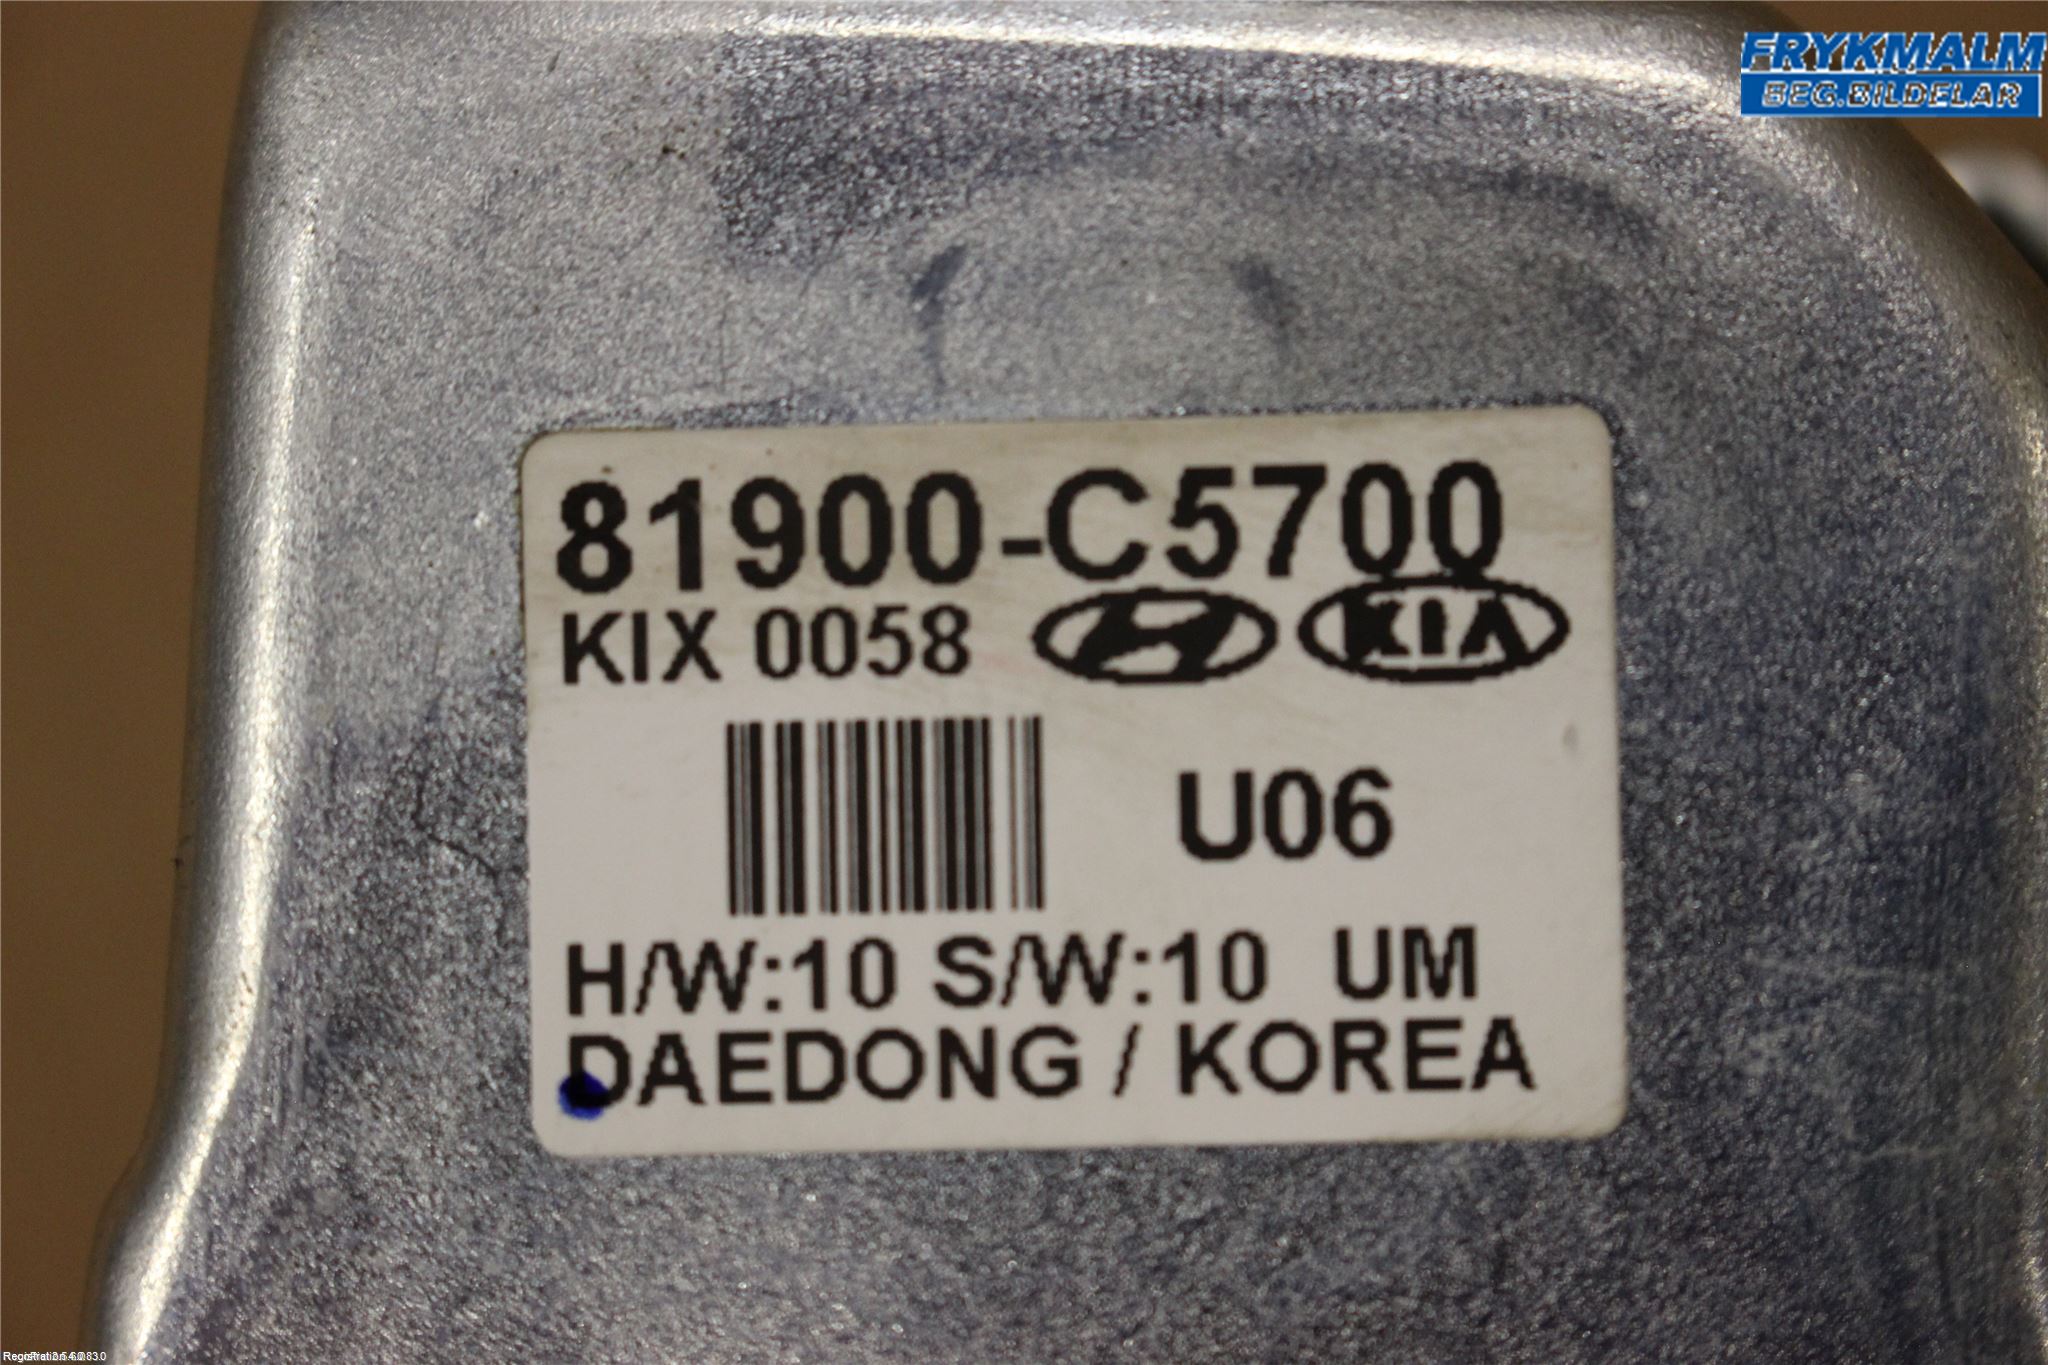 FRYKMALM
BEG.BILDELAR
81900-C5700
KIX 0058
KIA
U06
H/W:10 S/W:10 UM
DAEDONG / KOREA